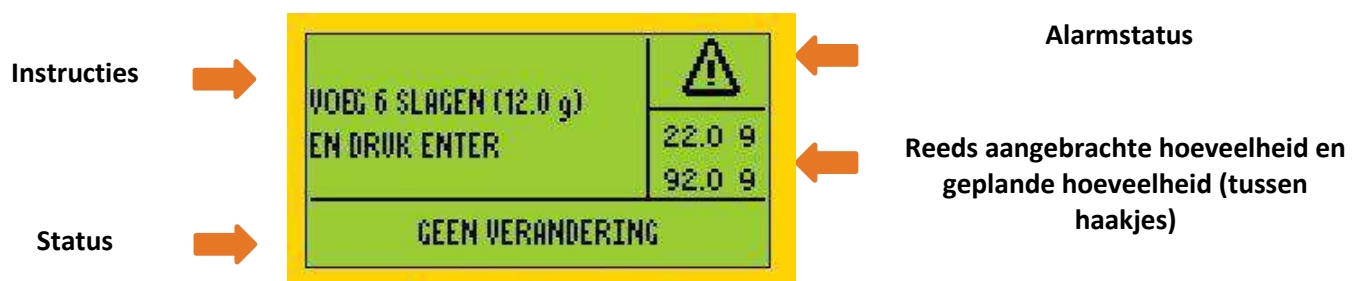 Instructies
Status
VOEG 6 SLAGEN (12.0 g)
EN DRUK ENTER
22.0 g
92.0 g
GEEN VERANDERING
Alarmstatus
Reeds aangebrachte hoeveelheid en
geplande hoeveelheid (tussen
haakjes)